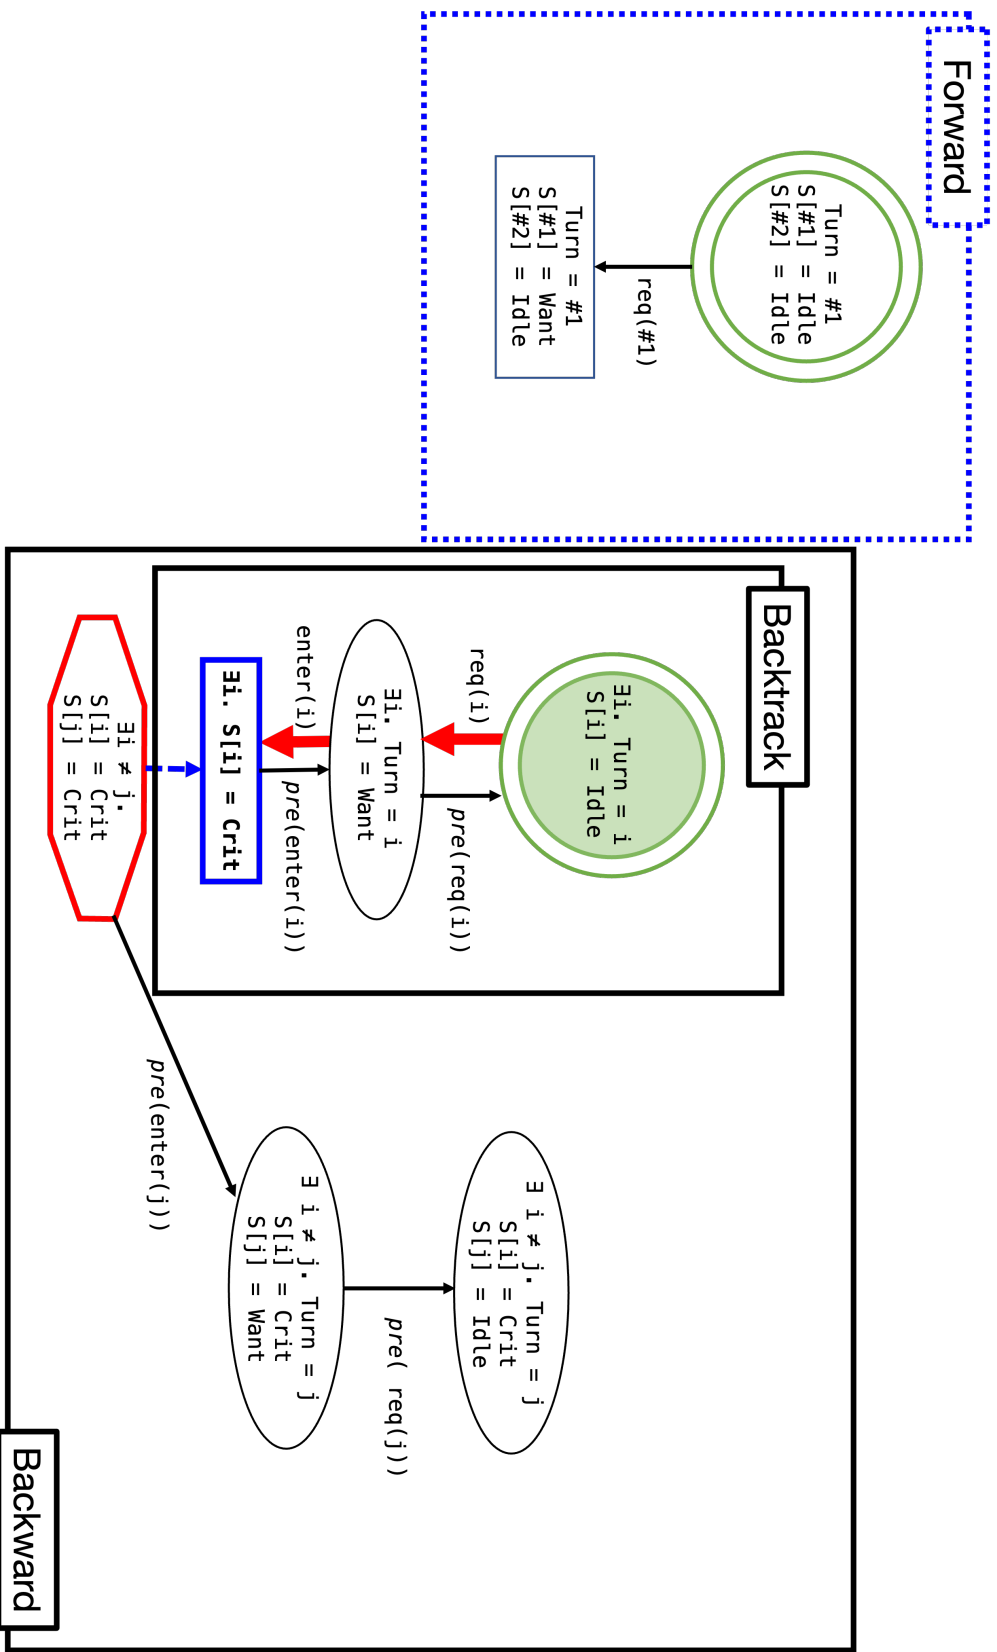 Forward
Turn = #1
S[#1] = Idle
S[#2] = Idle
req(#1)
Turn = #1
S[#1] = Want
S[#2] = Idle
Backtrack
∃i. Turn = i
S[i] = Idle
req(i)
pre(req(i))
∃i. Turn = i
S[i] = Want
enter(i)
pre(enter(i))
∃i. S[i] = Crit
∃i ≠ j.
S[i] = Crit
S[j] = Crit
pre(enter(j))
∃ i ≠ j. Turn = j
S[i] = Crit
S[j] = Idle
pre( req(j))
∃ i ≠ j. Turn = j
S[i] = Crit
S[j] = Want
Backward